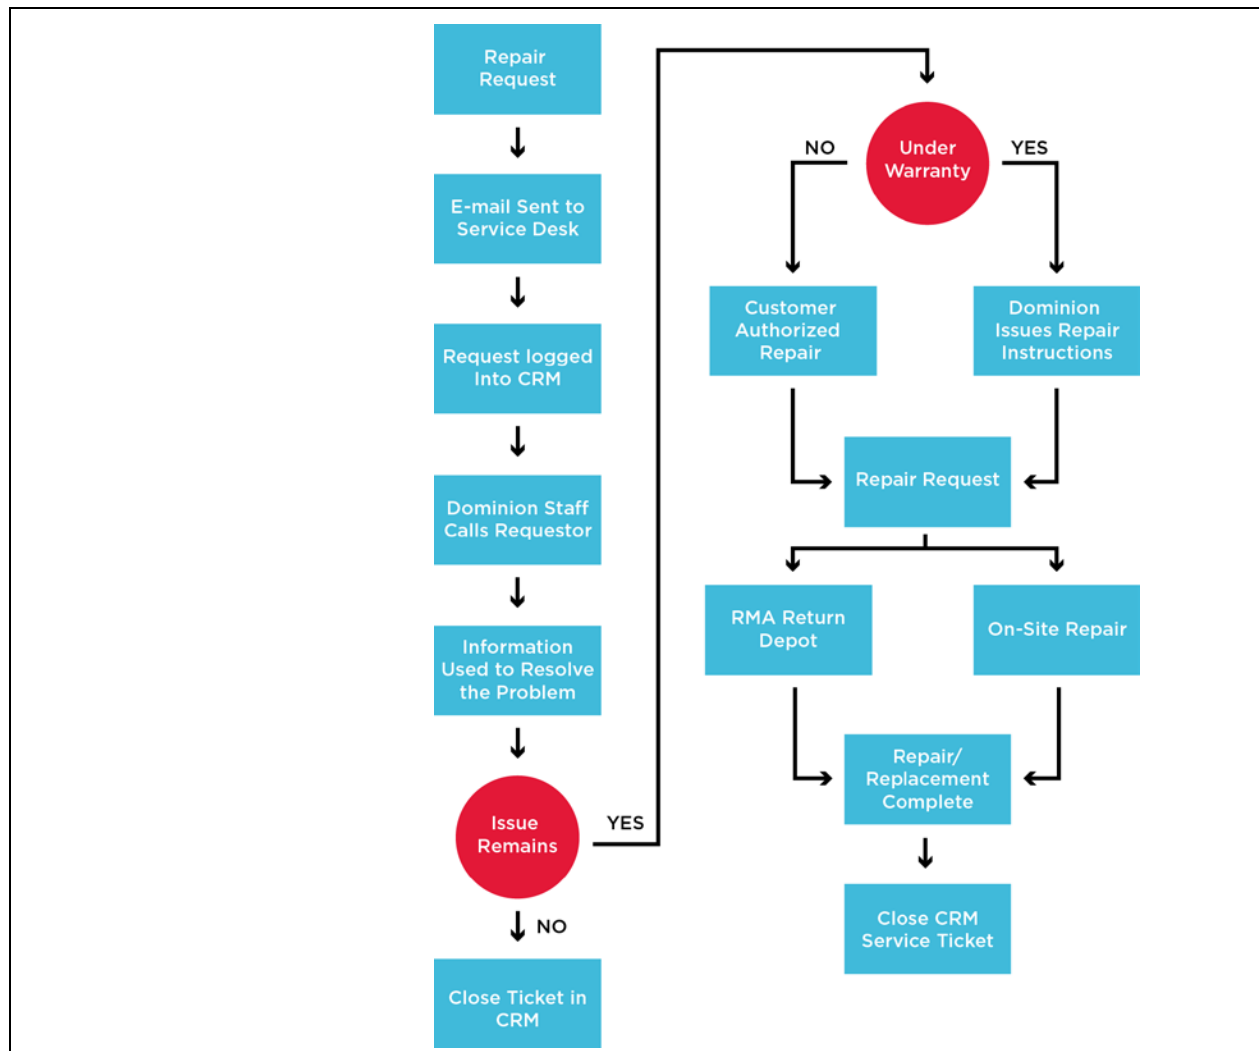 Repair
Request
E-mail Sent to
Service Desk
Request logged
Into CRM
Dominion Staff
Calls Requestor
Information
Used to Resolve
the Problem
Issue
Remains
YES
NO
Close Ticket in
CRM
Under
Warranty
NO
YES
Customer
Authorized
Repair
Dominion
Issues Repair
Instructions
Repair Request
RMA Return
Depot
On-Site Repair
Repair/
Replacement
Complete
Close CRM
Service Ticket